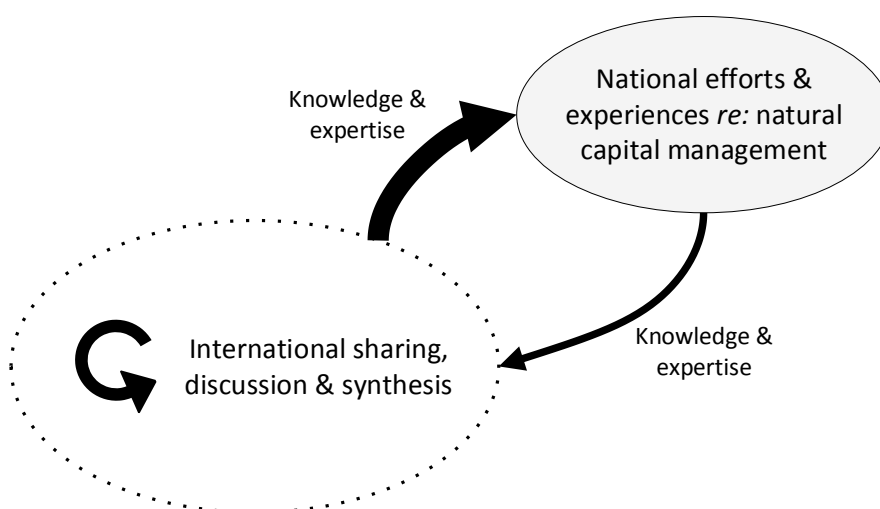 National efforts &
experiences re: natural
capital management
Knowledge &
expertise
International sharing,
discussion & synthesis
Knowledge &
expertise